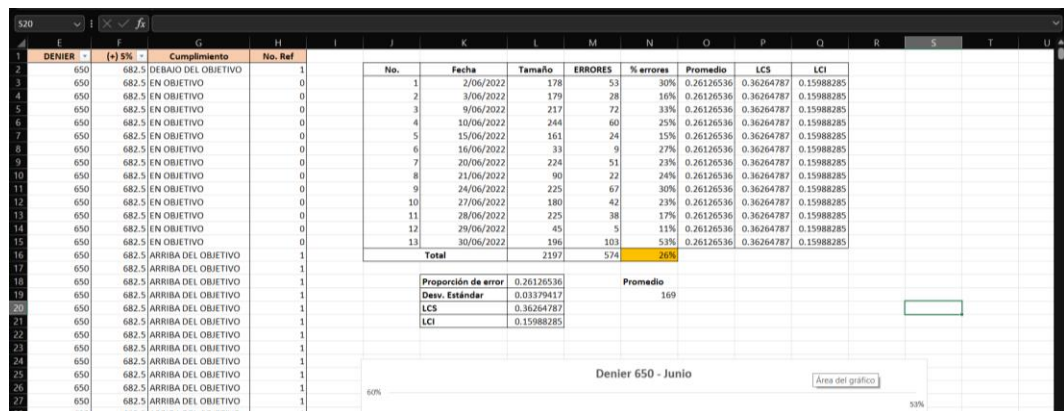 S20 fx
E F G H I J K L M N O P Q R S T U
1 DENIER (+) 5% Cumplimiento No. Ref
2 650 682.5 DEBAJO DEL OBJETIVO 1 No. Fecha Tamaño ERRORES % errores Promedio LCS LCI
3 650 682.5 EN OBJETIVO 0 1 2/06/2022 178 53 30% 0.26126536 0.36264787 0.15988285
4 650 682.5 EN OBJETIVO 0 2 3/06/2022 179 28 16% 0.26126536 0.36264787 0.15988285
5 650 682.5 EN OBJETIVO 0 3 9/06/2022 217 72 33% 0.26126536 0.36264787 0.15988285
6 650 682.5 EN OBJETIVO 0 4 10/06/2022 244 60 25% 0.26126536 0.36264787 0.15988285
7 650 682.5 EN OBJETIVO 0 5 15/06/2022 161 24 15% 0.26126536 0.36264787 0.15988285
8 650 682.5 EN OBJETIVO 0 6 16/06/2022 33 9 27% 0.26126536 0.36264787 0.15988285
9 650 682.5 EN OBJETIVO 0 7 20/06/2022 224 51 23% 0.26126536 0.36264787 0.15988285
10 650 682.5 EN OBJETIVO 0 8 21/06/2022 90 22 24% 0.26126536 0.36264787 0.15988285
11 650 682.5 EN OBJETIVO 0 9 24/06/2022 225 67 30% 0.26126536 0.36264787 0.15988285
12 650 682.5 EN OBJETIVO 0 10 27/06/2022 180 42 23% 0.26126536 0.36264787 0.15988285
13 650 682.5 EN OBJETIVO 0 11 28/06/2022 225 38 17% 0.26126536 0.36264787 0.15988285
14 650 682.5 EN OBJETIVO 0 12 29/06/2022 45 5 11% 0.26126536 0.36264787 0.15988285
15 650 682.5 EN OBJETIVO 0 13 30/06/2022 196 103 53% 0.26126536 0.36264787 0.15988285
16 650 682.5 ARRIBA DEL OBJETIVO 1 Total 2197 574 26%
17 650 682.5 ARRIBA DEL OBJETIVO 1
18 650 682.5 ARRIBA DEL OBJETIVO 1 Proporción de error 0.26126536 Promedio
19 650 682.5 ARRIBA DEL OBJETIVO 1 Desv. Estándar 0.03379417 169
20 650 682.5 ARRIBA DEL OBJETIVO 1 LCS 0.36264787
21 650 682.5 ARRIBA DEL OBJETIVO 1 LCI 0.15988285
22 650 682.5 ARRIBA DEL OBJETIVO 1
23 650 682.5 ARRIBA DEL OBJETIVO 1
24 650 682.5 ARRIBA DEL OBJETIVO 1
25 650 682.5 ARRIBA DEL OBJETIVO 1 Denier 650 - Junio Área del gráfico
26 650 682.5 ARRIBA DEL OBJETIVO 1 60%
27 650 682.5 ARRIBA DEL OBJETIVO 1 53%